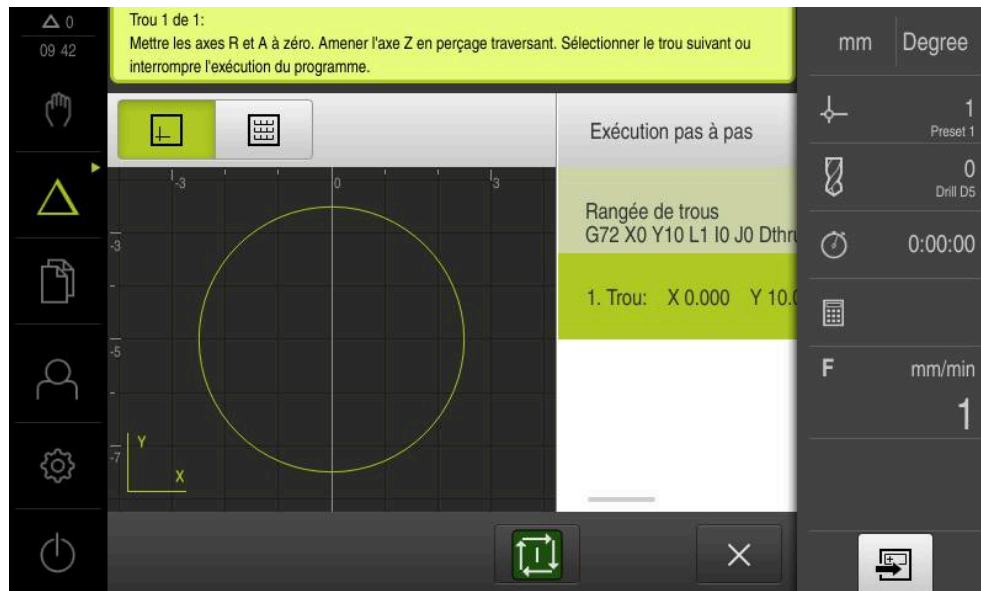 0
09 42
Trou 1 de 1:
Mettre les axes R et A à zéro. Amener l'axe Z en perçage traversant. Sélectionner le trou suivant ou
interrompre l'exécution du programme.
mm Degree
1
Preset 1
0
Drill D5
0:00:00
F mm/min
1
Exécution pas à pas
Rangée de trous
G72 X0 Y10 L1 I0 J0 Dthru
1. Trou: X 0.000 Y 10.0
-3 0 3
-3
-5
-7
Y
X